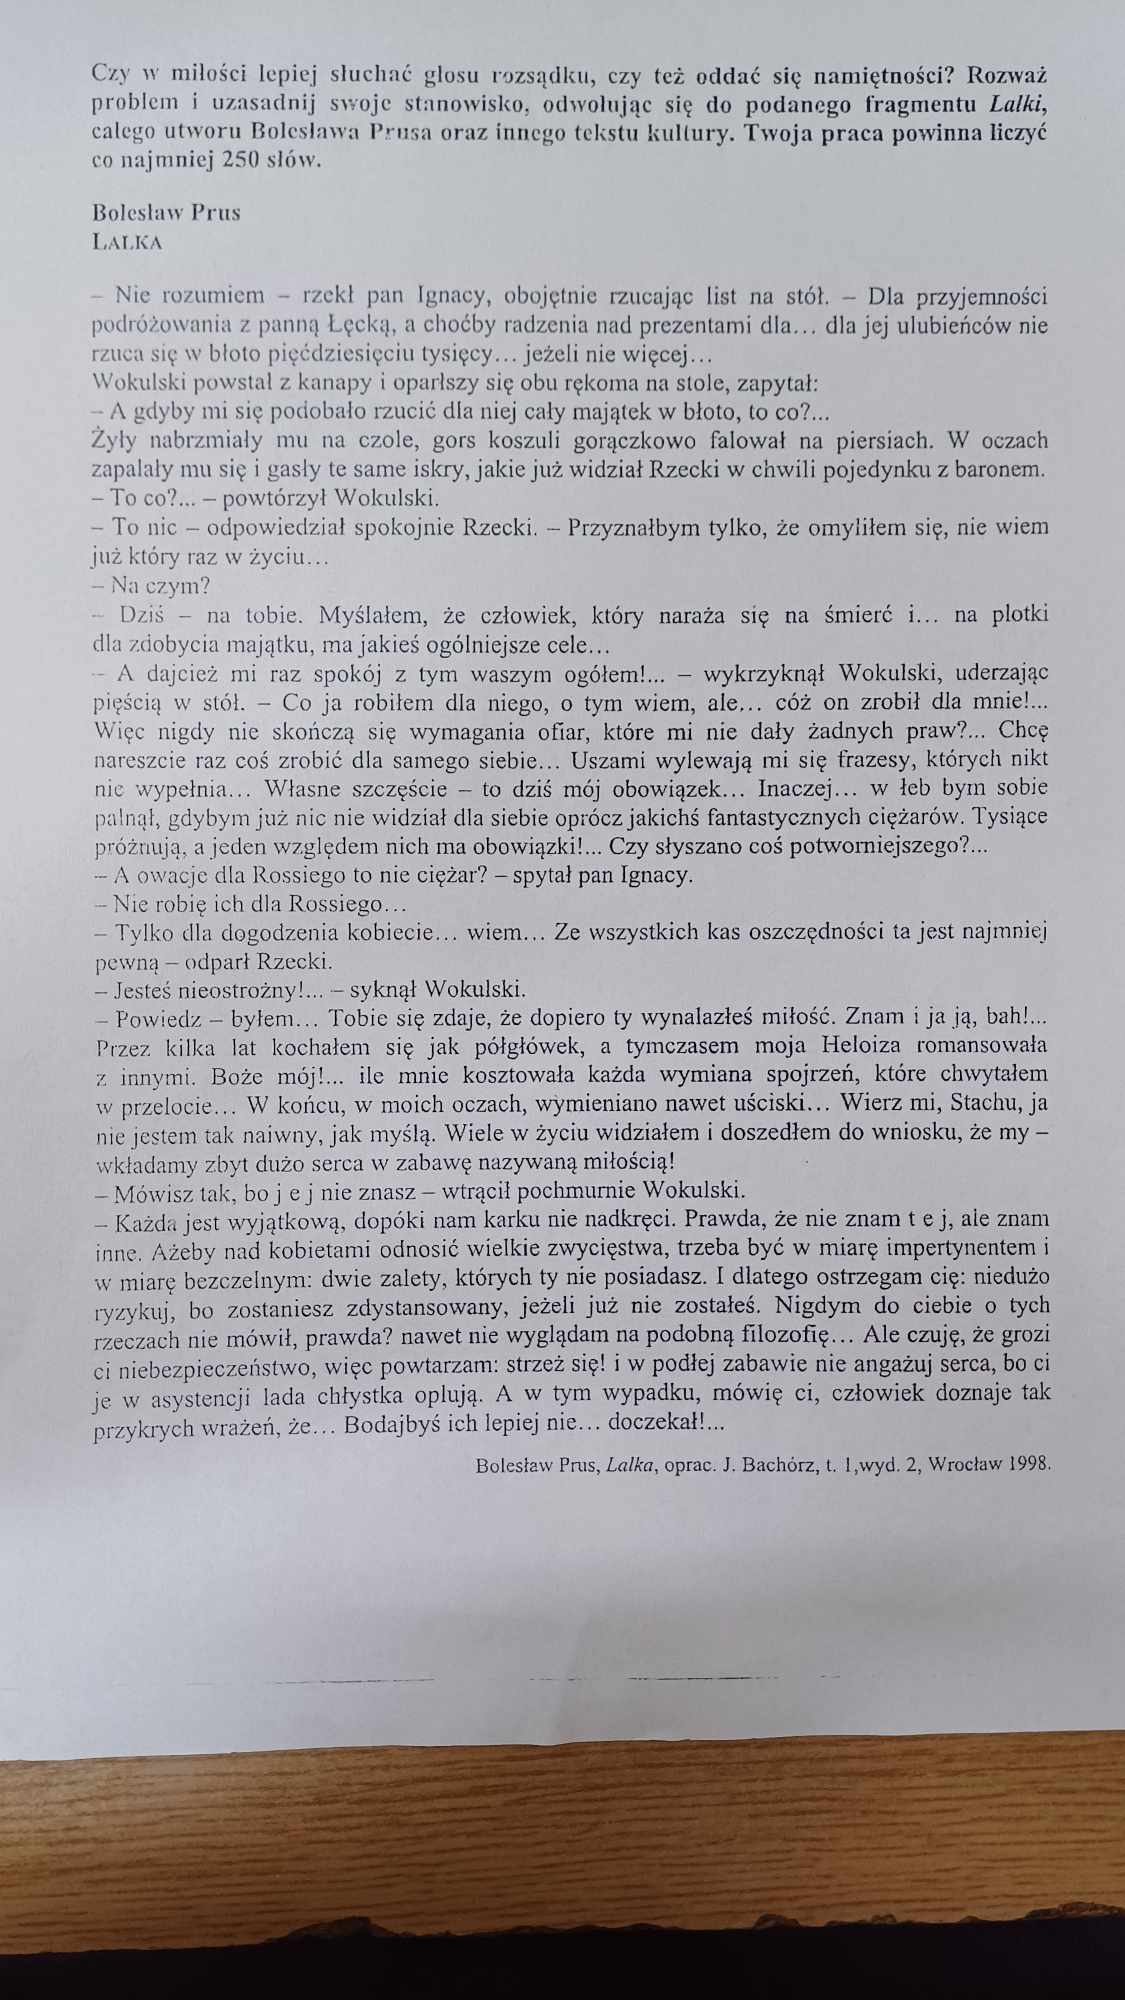 Czy w miłości lepiej słuchać głosu rozsądku, czy też oddać się namiętności? Rozważ
problem i uzasadnij swoje stanowisko, odwołując się do podanego fragmentu Lalki,
całego utworu Bolesława Prusa oraz innego tekstu kultury. Twoja praca powinna liczyć
co najmniej 250 słów.
Bolesław Prus
LALKA
– Nie rozumiem – rzekł pan Ignacy, obojętnie rzucając list na stół. – Dla przyjemności
podróżowania z panną Łęcką, a choćby radzenia nad prezentami dla… dla jej ulubieńców nie
rzuca się w błoto pięćdziesięciu tysięcy… jeżeli nie więcej…
Wokulski powstał z kanapy i oparłszy się obu rękoma na stole, zapytał:
– A gdyby mi się podobało rzucić dla niej cały majątek w błoto, to co?...
Żyły nabrzmiały mu na czole, gors koszuli gorączkowo falował na piersiach. W oczach
zapalały mu się i gasły te same iskry, jakie już widział Rzecki w chwili pojedynku z baronem.
– To co?... – powtórzył Wokulski.
– To nic – odpowiedział spokojnie Rzecki. – Przyznałbym tylko, że omyliłem się, nie wiem
już który raz w życiu…
– Na czym?
– Dziś – na tobie. Myślałem, że człowiek, który naraża się na śmierć i… na plotki
dla zdobycia majątku, ma jakieś ogólniejsze cele…
– A dajcież mi raz spokój z tym waszym ogółem!... – wykrzyknął Wokulski, uderzając
pięścią w stół. – Co ja robiłem dla niego, o tym wiem, ale… cóż on zrobił dla mnie!...
Więc nigdy nie skończą się wymagania ofiar, które mi nie dały żadnych praw?... Chcę
nareszcie raz coś zrobić dla samego siebie… Uszami wylewają mi się frazesy, których nikt
nie wypełnia… Własne szczęście – to dziś mój obowiązek… Inaczej… w łeb bym sobie
palnął, gdybym już nic nie widział dla siebie oprócz jakichś fantastycznych ciężarów. Tysiące
próżnują, a jeden względem nich ma obowiązki!... Czy słyszano coś potworniejszego?...
– A owacje dla Rossiego to nie ciężar? – spytał pan Ignacy.
– Nie robię ich dla Rossiego…
– Tylko dla dogodzenia kobiecie… wiem… Ze wszystkich kas oszczędności ta jest najmniej
pewną – odparł Rzecki.
– Jesteś nieostrożny!... – syknął Wokulski.
– Powiedz – byłem… Tobie się zdaje, że dopiero ty wynalazłeś miłość. Znam i ja ją, bah!...
Przez kilka lat kochałem się jak półgłówek, a tymczasem moja Heloiza romansowała
z innymi. Boże mój!... ile mnie kosztowała każda wymiana spojrzeń, które chwytałem
w przelocie… W końcu, w moich oczach, wymieniano nawet uściski… Wierz mi, Stachu, ja
nie jestem tak naiwny, jak myślą. Wiele w życiu widziałem i doszedłem do wniosku, że my –
wkładamy zbyt dużo serca w zabawę nazywaną miłością!
– Mówisz tak, bo j e j nie znasz – wtrącił pochmurnie Wokulski.
– Każda jest wyjątkową, dopóki nam karku nie nadkręci. Prawda, że nie znam t e j, ale znam
inne. Ażeby nad kobietami odnosić wielkie zwycięstwa, trzeba być w miarę impertynentem i
w miarę bezczelnym: dwie zalety, których ty nie posiadasz. I dlatego ostrzegam cię: niedużo
ryzykuj, bo zostaniesz zdystansowany, jeżeli już nie zostałeś. Nigdym do ciebie o tych
rzeczach nie mówił, prawda? nawet nie wyglądam na podobną filozofię… Ale czuję, że grozi
ci niebezpieczeństwo, więc powtarzam: strzeż się! i w podłej zabawie nie angażuj serca, bo ci
je w asystencji lada chłystka oplują. A w tym wypadku, mówię ci, człowiek doznaje tak
przykrych wrażeń, że… Bodajbyś ich lepiej nie… doczekał!...
Bolesław Prus, Lalka, oprac. J. Bachórz, t. 1,wyd. 2, Wrocław 1998.